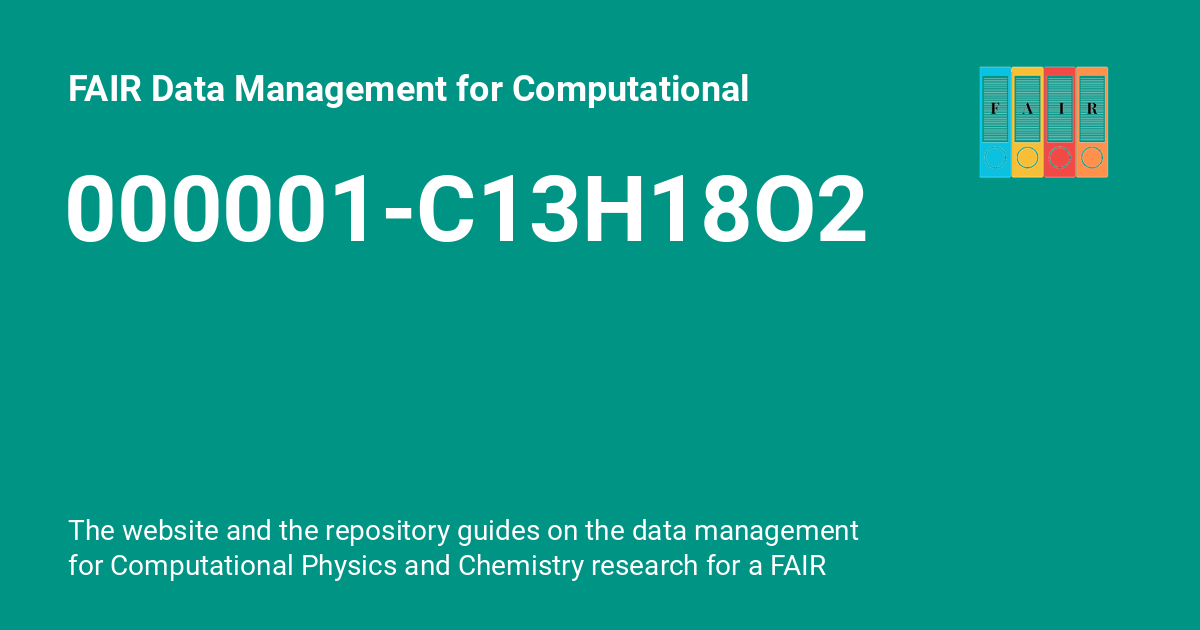 FAIR Data Management for Computational
F A I R
000001-C13H18O2
The website and the repository guides on the data management
for Computational Physics and Chemistry research for a FAIR